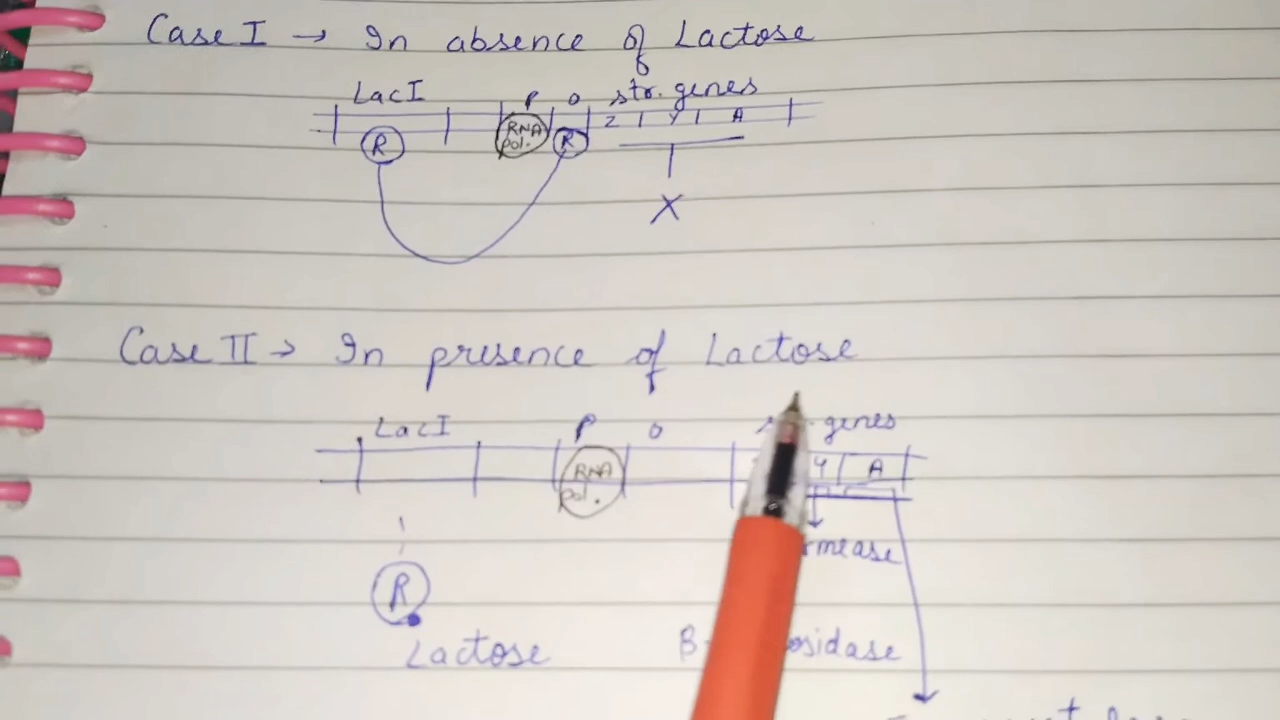 Case I → In absence of Lactose
LacI P O str. genes
RNA Z Y A
R pol. R
X
Case II → In presence of Lactose
LacI P O genes
RNA Y A
pol.
R
Lactose